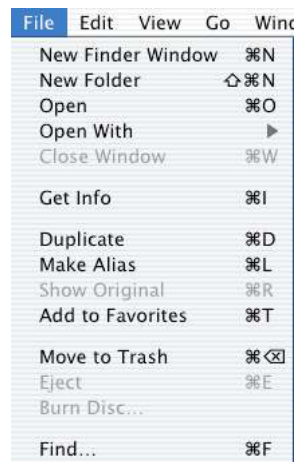 File Edit View Go Wind
New Finder Window ⌘N
New Folder ⇧⌘N
Open ⌘O
Open With ▶
Close Window ⌘W
Get Info ⌘I
Duplicate ⌘D
Make Alias ⌘L
Show Original ⌘R
Add to Favorites ⌘T
Move to Trash ⌘⌫
Eject ⌘E
Burn Disc...
Find... ⌘F